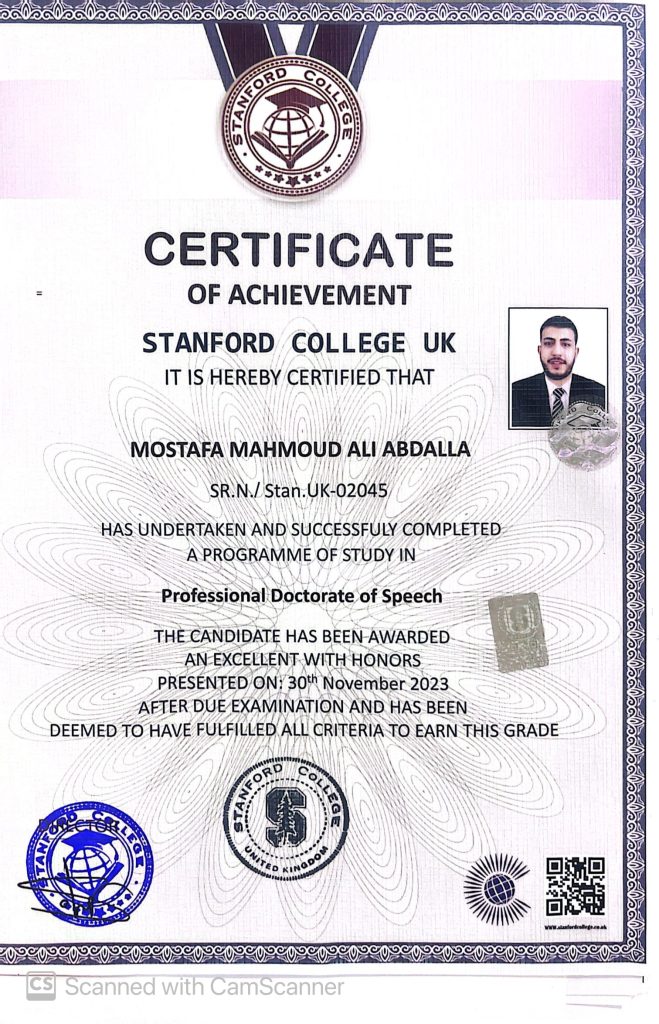 STANFORD COLLEGE
CERTIFICATE
OF ACHIEVEMENT
=
STANFORD COLLEGE UK
IT IS HEREBY CERTIFIED THAT
MOSTAFA MAHMOUD ALI ABDALLA
SR.N./ Stan.UK-02045
HAS UNDERTAKEN AND SUCCESSFULY COMPLETED
A PROGRAMME OF STUDY IN
Professional Doctorate of Speech
THE CANDIDATE HAS BEEN AWARDED
AN EXCELLENT WITH HONORS
PRESENTED ON: 30th November 2023
AFTER DUE EXAMINATION AND HAS BEEN
DEEMED TO HAVE FULFILLED ALL CRITERIA TO EARN THIS GRADE
STANFORD COLLEGE
S
UNITED KINGDOM
DIRECTOR
STANFORD COLLEGE
www.stanfordcollege.co.uk
CS Scanned with CamScanner